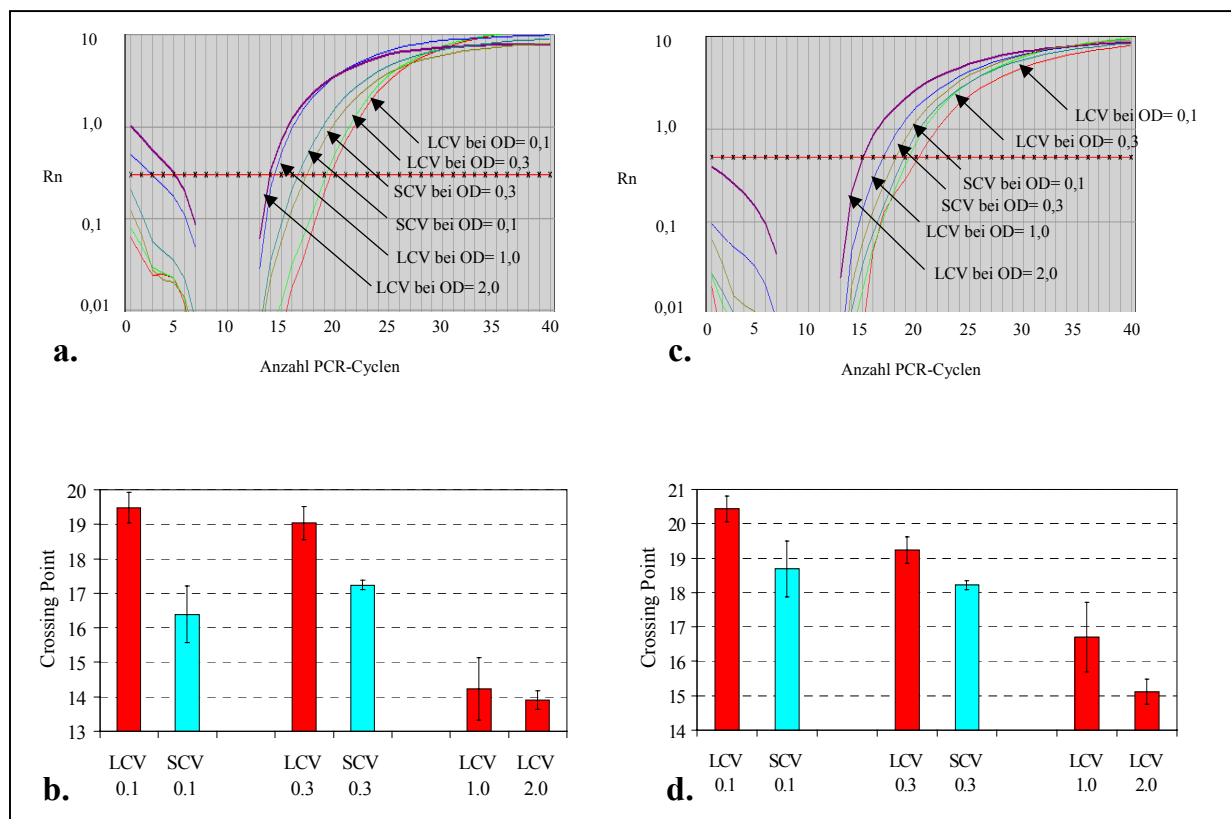 10
1,0
Rn
0,1
0,01
0 5 10 15 20 25 30 35 40
LCV bei OD= 0,1
LCV bei OD= 0,3
SCV bei OD= 0,3
SCV bei OD= 0,1
LCV bei OD= 1,0
LCV bei OD= 2,0
a.
Anzahl PCR-Cyclen
10
1.0
Rn
0.1
0,01
0 5 10 15 20 25 30 35 40
LCV bei OD= 0,1
LCV bei OD= 0,3
SCV bei OD= 0,1
SCV bei OD= 0,3
LCV bei OD= 1,0
LCV bei OD= 2,0
c.
Anzahl PCR-Cyclen
20
19
18
17
16
15
14
13
Crossing Point
LCV SCV LCV SCV LCV LCV
0.1 0.1 0.3 0.3 1.0 2.0
b.
21
20
19
18
17
16
15
14
Crossing Point
LCV SCV LCV SCV LCV LCV
0.1 0.1 0.3 0.3 1.0 2.0
d.